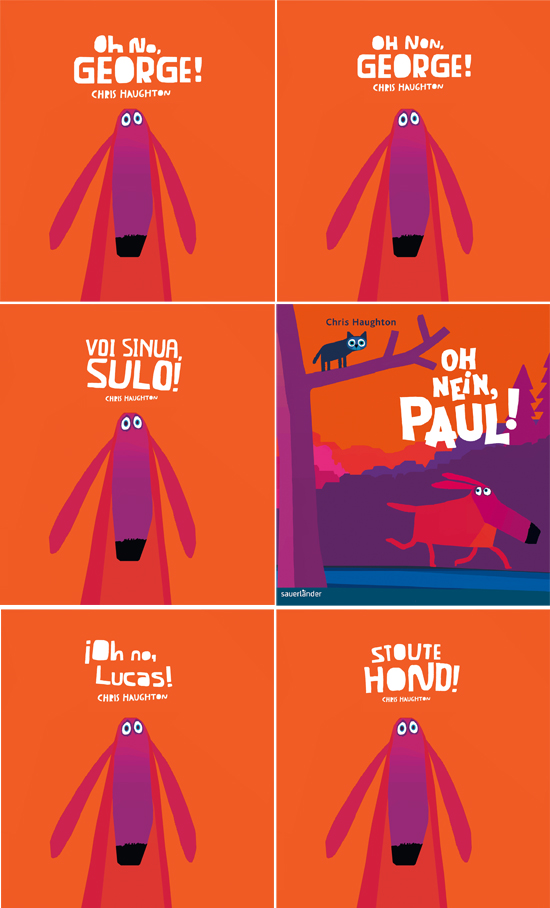 Oh No,
GEORGE!
CHRIS HAUGHTON
OH NON,
GEORGE!
CHRIS HAUGHTON
VOI SINUA,
SULO!
CHRIS HAUGHTON
Chris Haughton
OH
NEiN,
PAUL!
sauerländer
¡Oh no,
Lucas!
CHRIS HAUGHTON
STOUTE
HOND!
CHRIS HAUGHTON